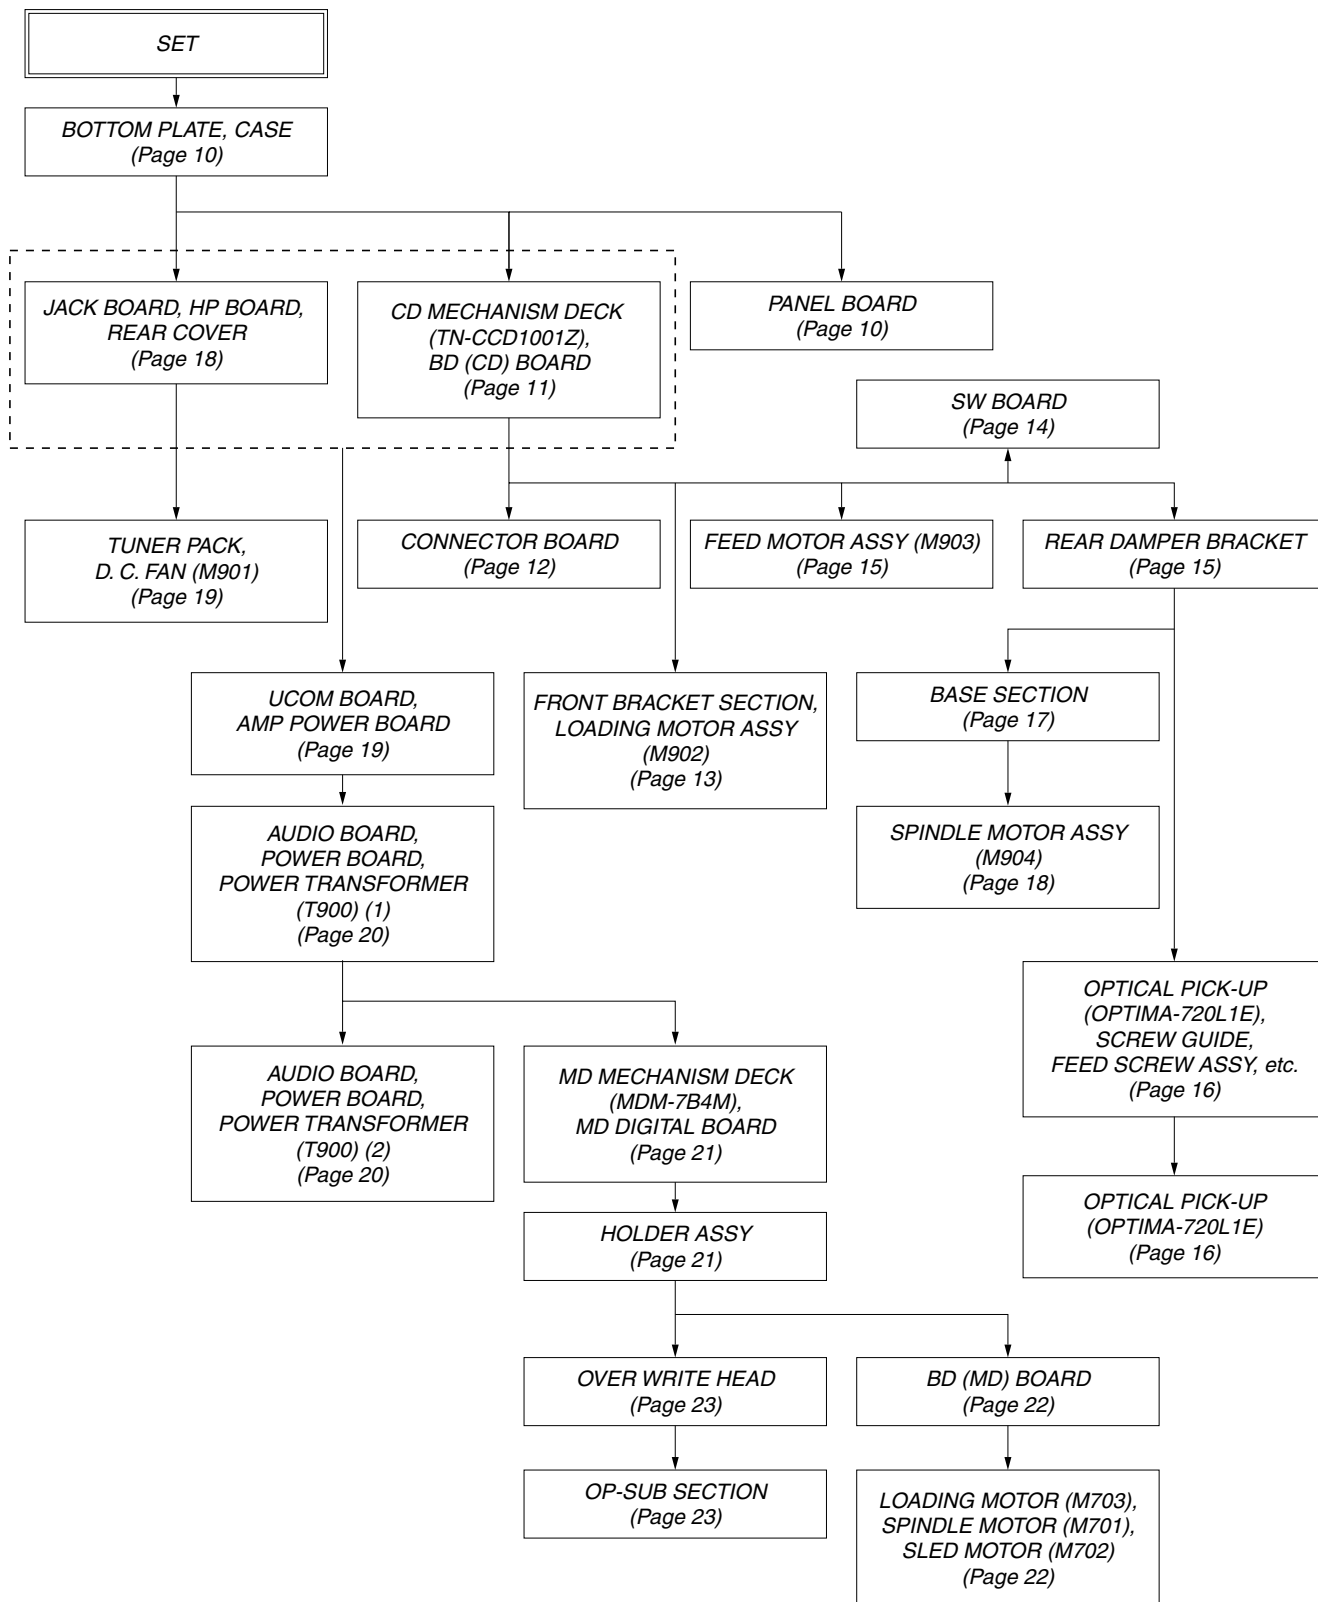 SET
BOTTOM PLATE, CASE
(Page 10)
JACK BOARD, HP BOARD,
REAR COVER
(Page 18)
CD MECHANISM DECK
(TN-CCD1001Z),
BD (CD) BOARD
(Page 11)
PANEL BOARD
(Page 10)
SW BOARD
(Page 14)
TUNER PACK,
D. C. FAN (M901)
(Page 19)
CONNECTOR BOARD
(Page 12)
FEED MOTOR ASSY (M903)
(Page 15)
REAR DAMPER BRACKET
(Page 15)
UCOM BOARD,
AMP POWER BOARD
(Page 19)
FRONT BRACKET SECTION,
LOADING MOTOR ASSY
(M902)
(Page 13)
BASE SECTION
(Page 17)
AUDIO BOARD,
POWER BOARD,
POWER TRANSFORMER
(T900) (1)
(Page 20)
SPINDLE MOTOR ASSY
(M904)
(Page 18)
OPTICAL PICK-UP
(OPTIMA-720L1E),
SCREW GUIDE,
FEED SCREW ASSY, etc.
(Page 16)
AUDIO BOARD,
POWER BOARD,
POWER TRANSFORMER
(T900) (2)
(Page 20)
MD MECHANISM DECK
(MDM-7B4M),
MD DIGITAL BOARD
(Page 21)
OPTICAL PICK-UP
(OPTIMA-720L1E)
(Page 16)
HOLDER ASSY
(Page 21)
OVER WRITE HEAD
(Page 23)
BD (MD) BOARD
(Page 22)
OP-SUB SECTION
(Page 23)
LOADING MOTOR (M703),
SPINDLE MOTOR (M701),
SLED MOTOR (M702)
(Page 22)